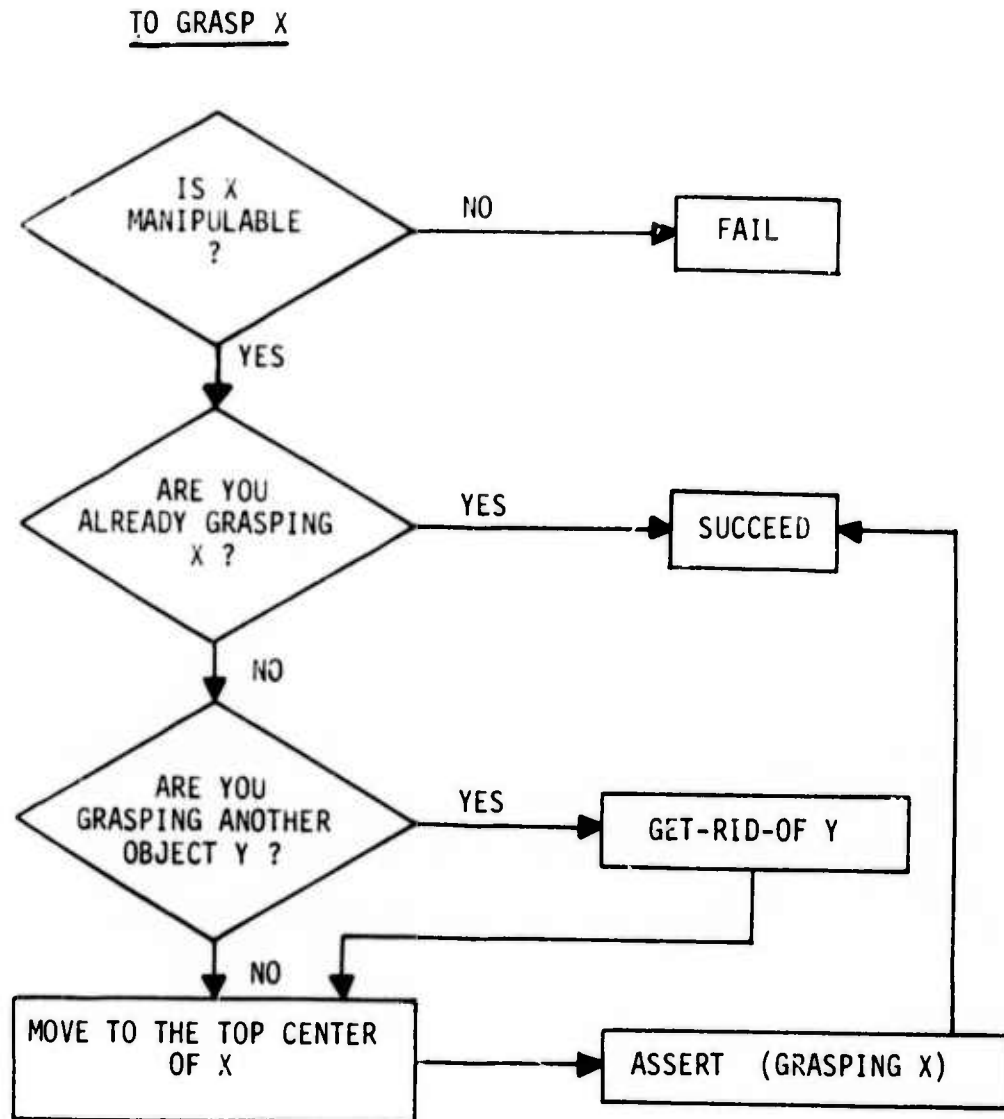 TO GRASP X
IS X
MANIPULABLE
?
NO
FAIL
YES
ARE YOU
ALREADY GRASPING
X ?
YES
SUCCEED
NO
ARE YOU
GRASPING ANOTHER
OBJECT Y ?
YES
GET-RID-OF Y
NO
MOVE TO THE TOP CENTER
OF X
ASSERT (GRASPING X)